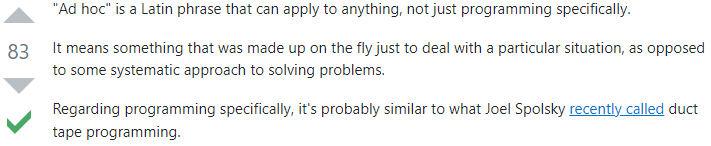 "Ad hoc" is a Latin phrase that can apply to anything, not just programming specifically.
83
It means something that was made up on the fly just to deal with a particular situation, as opposed
to some systematic approach to solving problems.
Regarding programming specifically, it's probably similar to what Joel Spolsky recently called duct
tape programming.